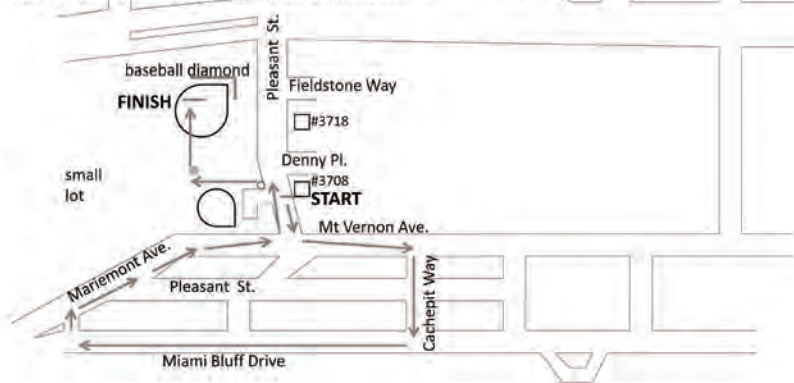 Pleasant St.
baseball diamond
Fieldstone Way
FINISH
#3718
Denny Pl.
small
lot
#3708
START
Mt Vernon Ave.
Mariemont Ave.
Pleasant St.
Cachepit Way
Miami Bluff Drive